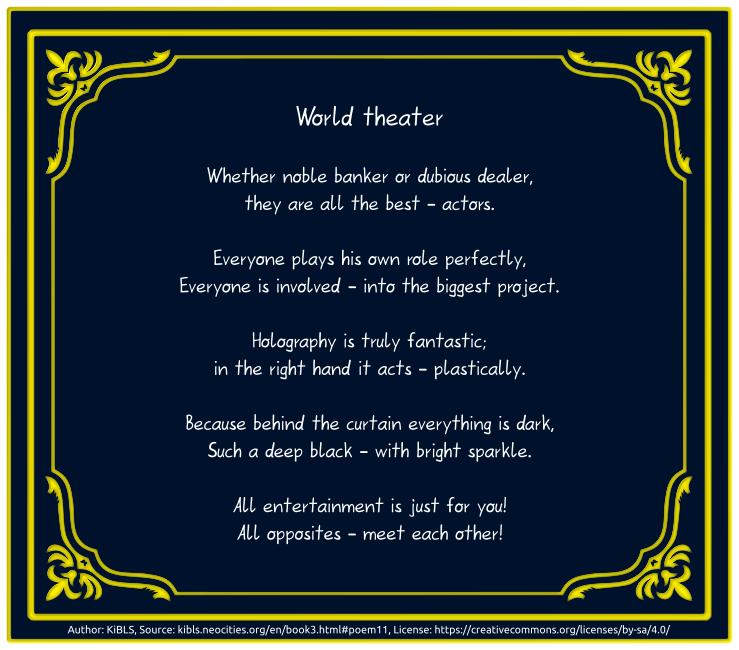 World theater
Whether noble banker or dubious dealer,
they are all the best – actors.
Everyone plays his own role perfectly,
Everyone is involved – into the biggest project.
Holography is truly fantastic;
in the right hand it acts – plastically.
Because behind the curtain everything is dark,
Such a deep black – with bright sparkle.
All entertainment is just for you!
All opposites – meet each other!
Author: KiBLS, Source: kibls.neocities.org/en/book3.html#poem11, License: https://creativecommons.org/licenses/by-sa/4.0/